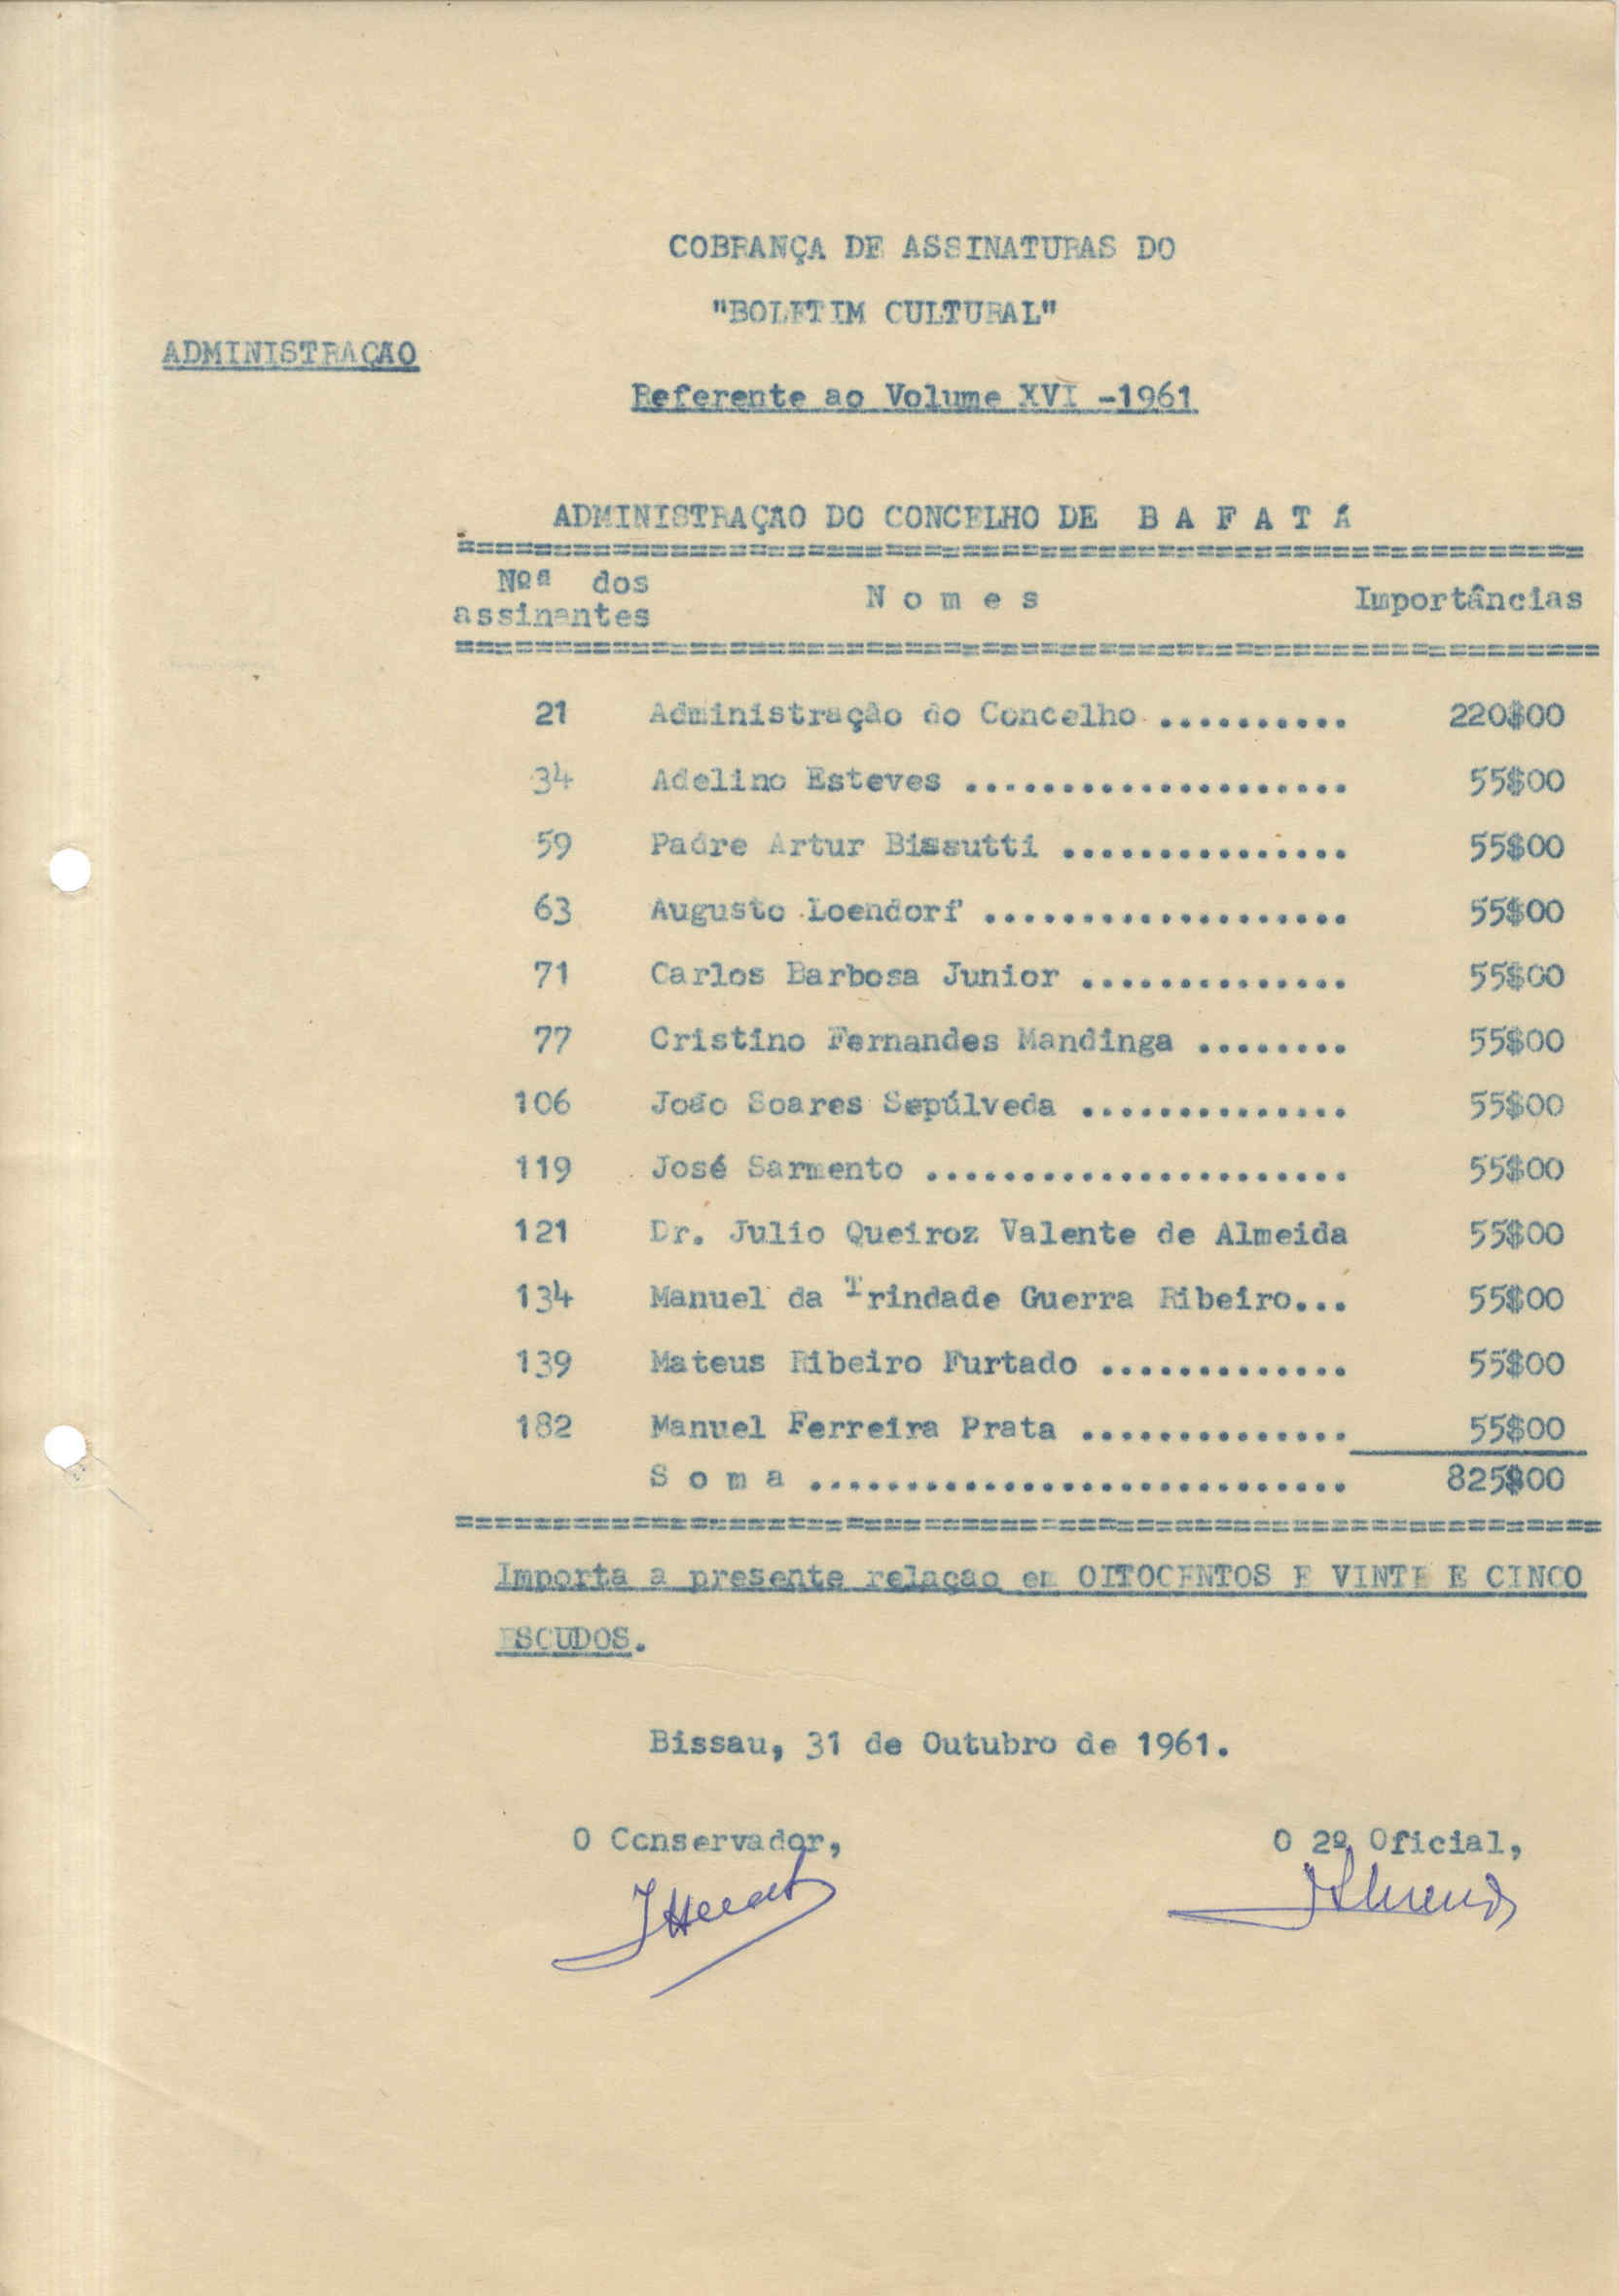 COBRANÇA DE ASSINATURAS DO
"BOLETIM CULTURAL"
ADMINISTRAÇÃO
Referente ao Volume XVI -1961
ADMINISTRAÇÃO DO CONCELHO DE B A F A T Á
Nºs dos
assinantes
N o m e s
Importâncias
21 Administração do Concelho .......... 220$00
34 Adelino Esteves .................... 55$00
59 Padre Artur Bissutti ............... 55$00
63 Augusto Loendorf ................... 55$00
71 Carlos Barbosa Junior .............. 55$00
77 Cristino Fernandes Mandinga ........ 55$00
106 João Soares Sepúlveda .............. 55$00
119 José Sarmento ...................... 55$00
121 Dr. Julio Queiroz Valente de Almeida 55$00
134 Manuel da Trindade Guerra Ribeiro... 55$00
139 Mateus Ribeiro Furtado ............. 55$00
182 Manuel Ferreira Prata .............. 55$00
S o m a ............................ 825$00
Importa a presente relação em OITOCENTOS E VINTE E CINCO
ESCUDOS.
Bissau, 31 de Outubro de 1961.
O Conservador,
O 2º Oficial,